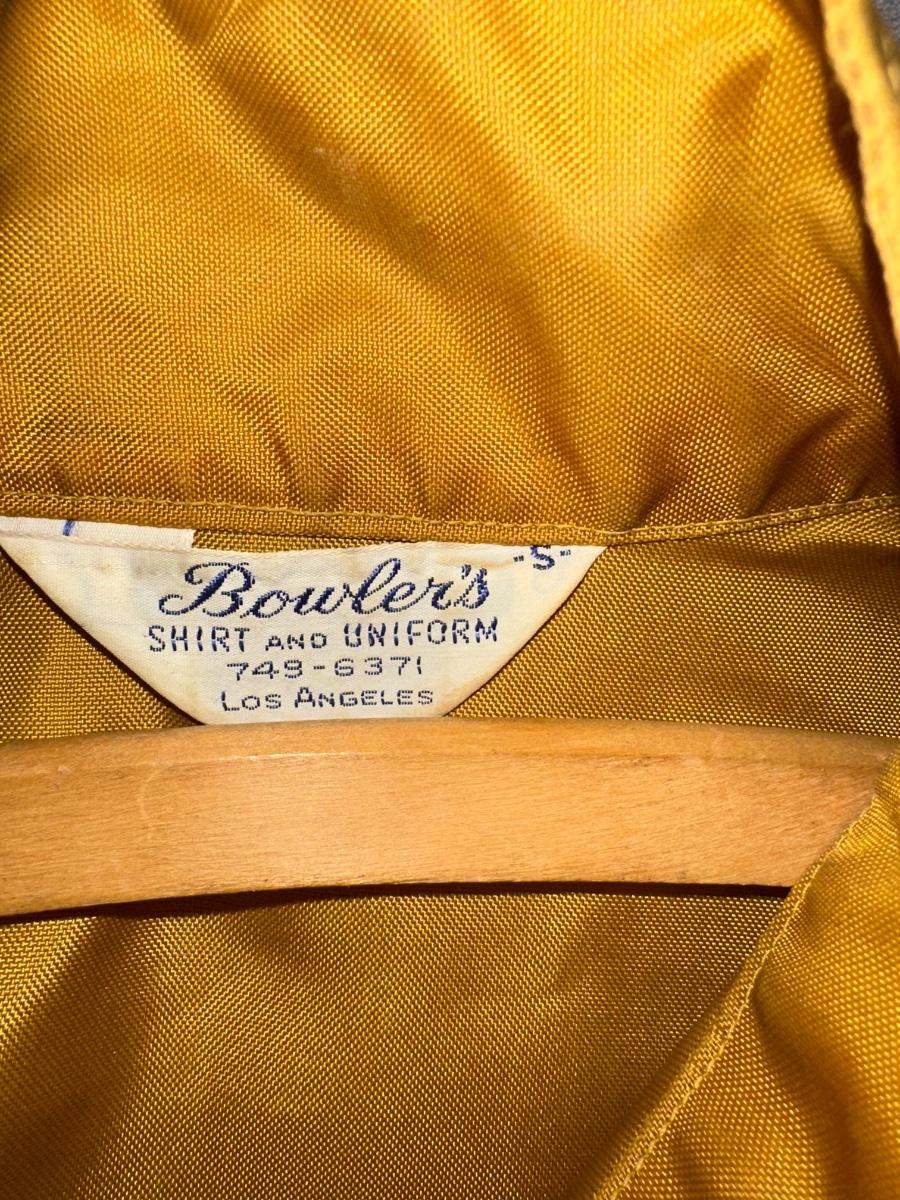 -S-
Bowler's
SHIRT AND UNIFORM
749-6371
LOS ANGELES